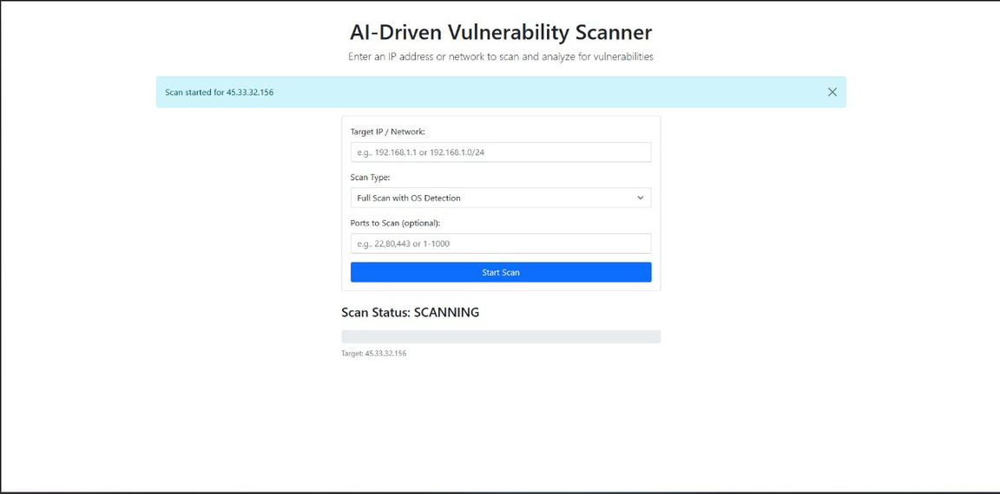 AI-Driven Vulnerability Scanner
Enter an IP address or network to scan and analyze for vulnerabilities
Scan started for 45.33.32.156
Target IP / Network:
e.g., 192.168.1.1 or 192.168.1.0/24
Scan Type:
Full Scan with OS Detection
Ports to Scan (optional):
e.g., 22,80,443 or 1-1000
Start Scan
Scan Status: SCANNING
Target: 45.33.32.156